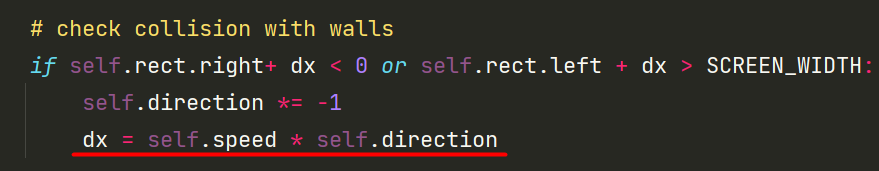 # check collision with walls
if self.rect.right+ dx < 0 or self.rect.left + dx > SCREEN_WIDTH:
self.direction *= -1
dx = self.speed * self.direction